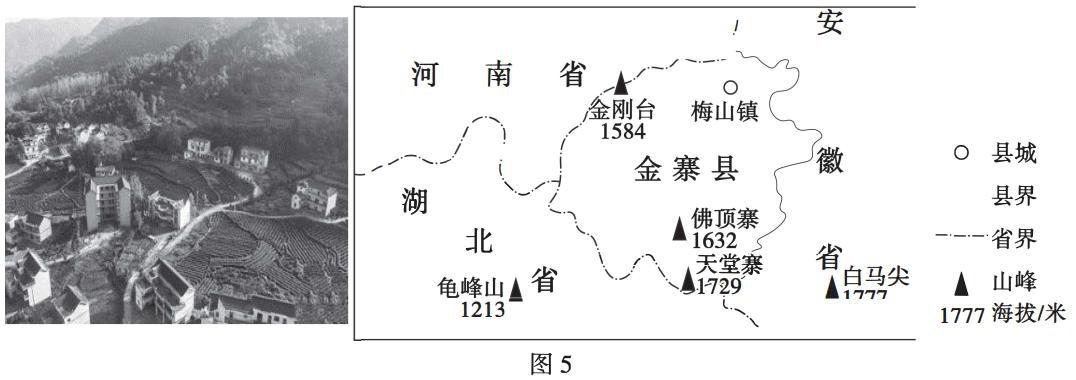 安
河南省
金刚台
1584
梅山镇
金寨县
徽
湖
北
省
佛顶寨
1632
天堂寨
1729
龟峰山
1213
省
白马尖
1777
县城
县界
省界
山峰
1777 海拔/米
图 5